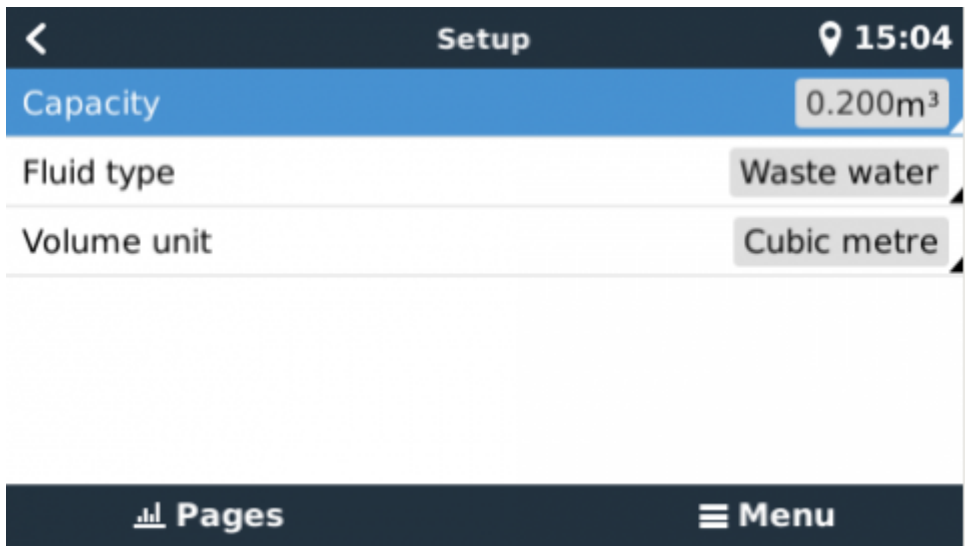 Setup 15:04
Capacity 0.200m³
Fluid type Waste water
Volume unit Cubic metre
Pages Menu